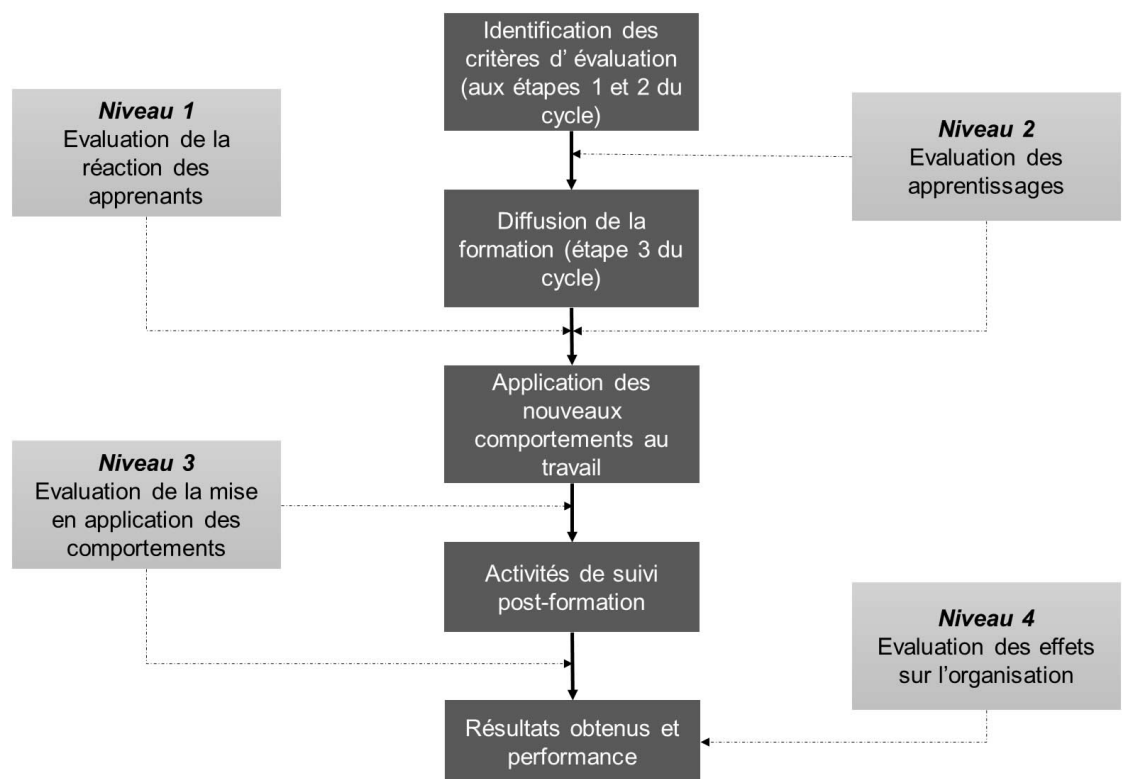 Identification des
critères d' évaluation
(aux étapes 1 et 2 du
cycle)
Niveau 1
Evaluation de la
réaction des
apprenants
Niveau 2
Evaluation des
apprentissages
Diffusion de la
formation (étape 3 du
cycle)
Application des
nouveaux
comportements au
travail
Niveau 3
Evaluation de la mise
en application des
comportements
Activités de suivi
post-formation
Niveau 4
Evaluation des effets
sur l'organisation
Résultats obtenus et
performance